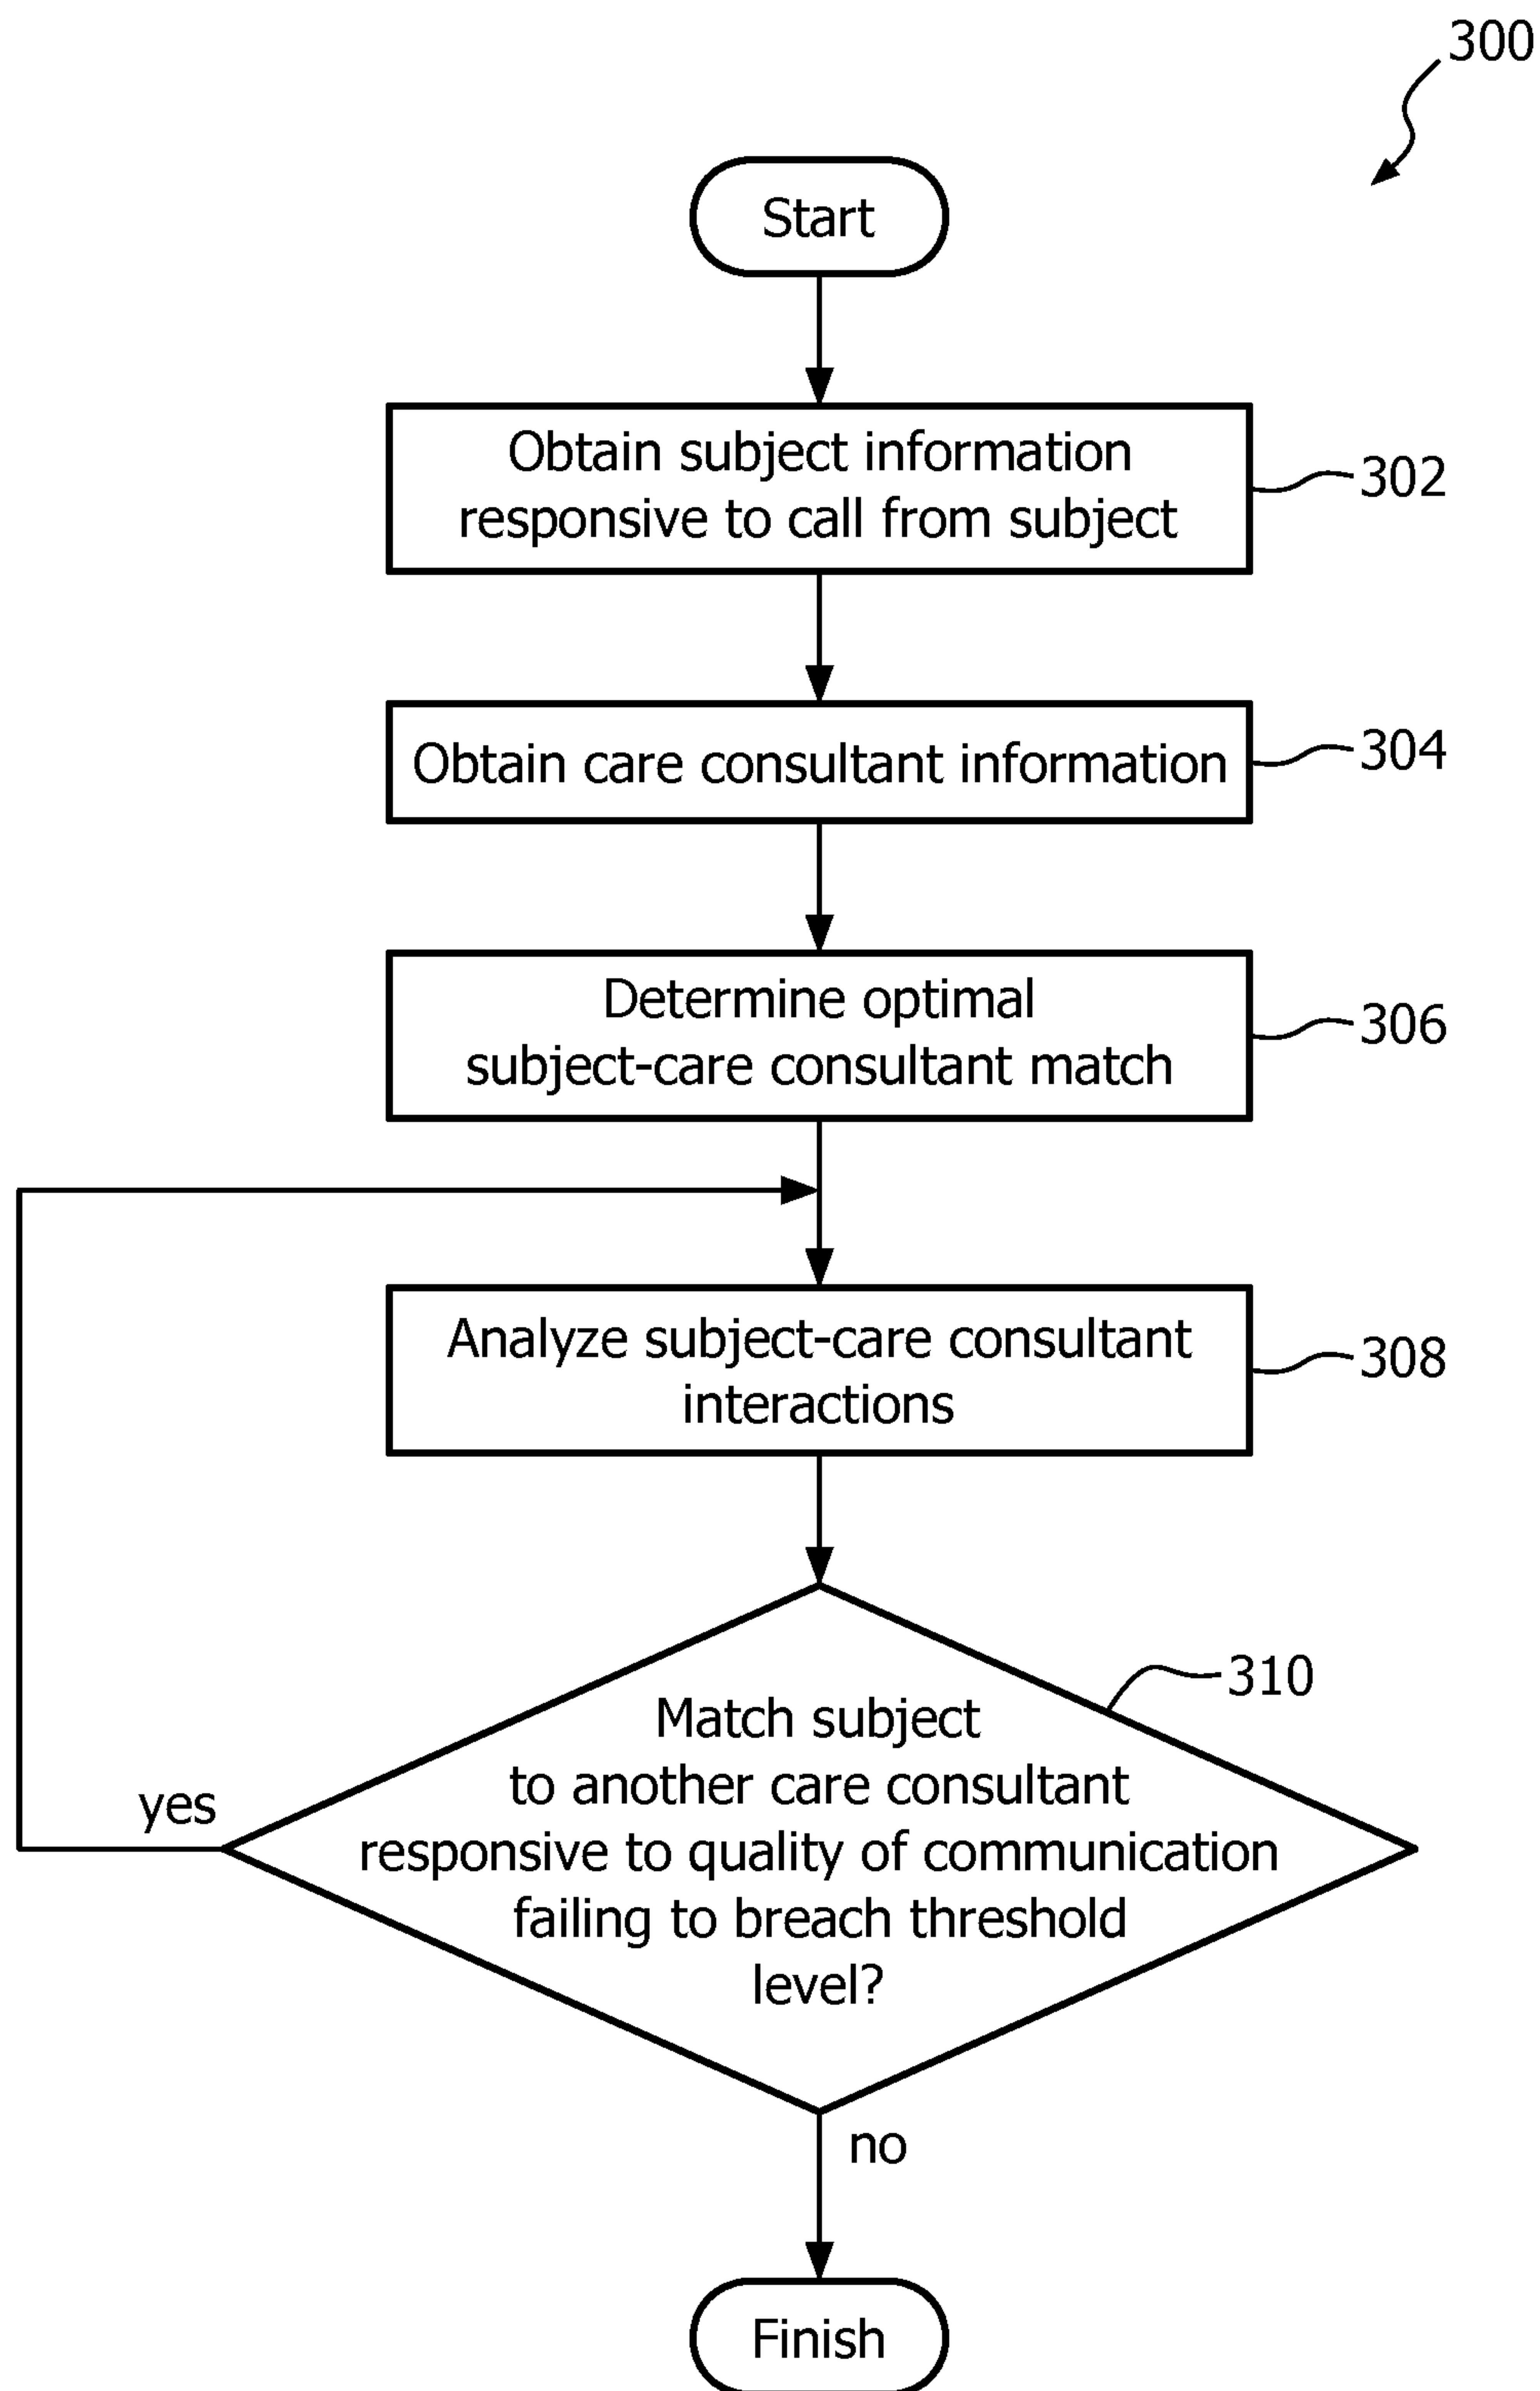 300
Start
Obtain subject information
responsive to call from subject
302
Obtain care consultant information
304
Determine optimal
subject-care consultant match
306
Analyze subject-care consultant
interactions
308
310
Match subject
to another care consultant
responsive to quality of communication
failing to breach threshold
level?
yes
no
Finish